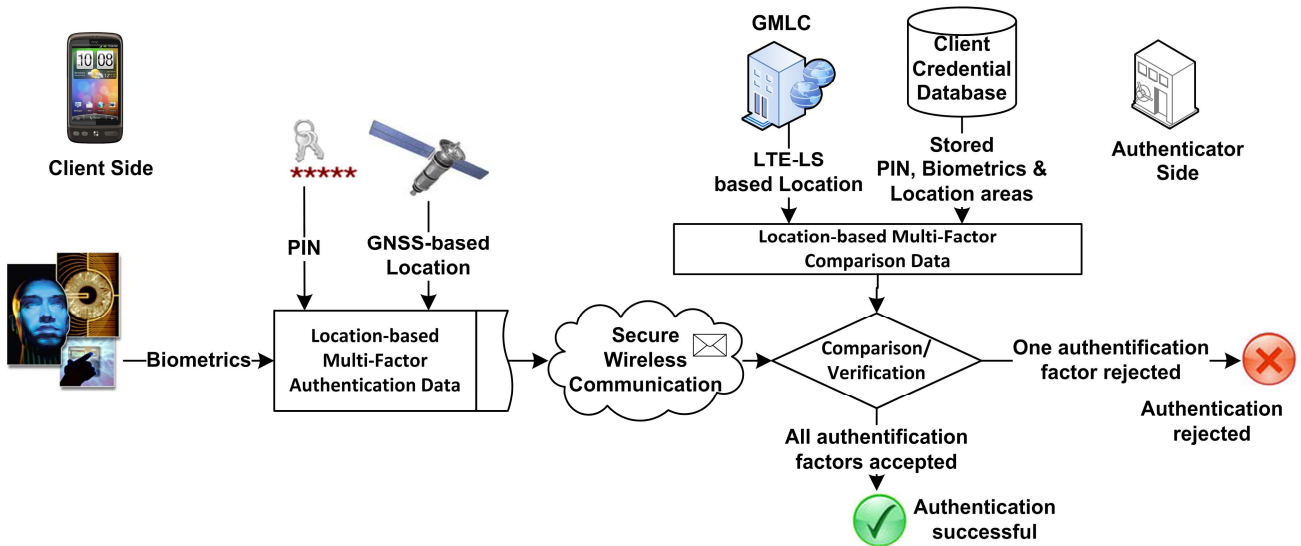 GMLC
Client
Credential
Database
10 08
Client Side
*****
LTE-LS
based Location
Stored
PIN, Biometrics &
Location areas
Authenticator
Side
PIN
GNSS-based
Location
Location-based Multi-Factor
Comparison Data
Biometrics
Location-based
Multi-Factor
Authentication Data
Secure
Wireless
Communication
Comparison/
Verification
One authentification
factor rejected
Authentication
rejected
All authentification
factors accepted
Authentication
successful